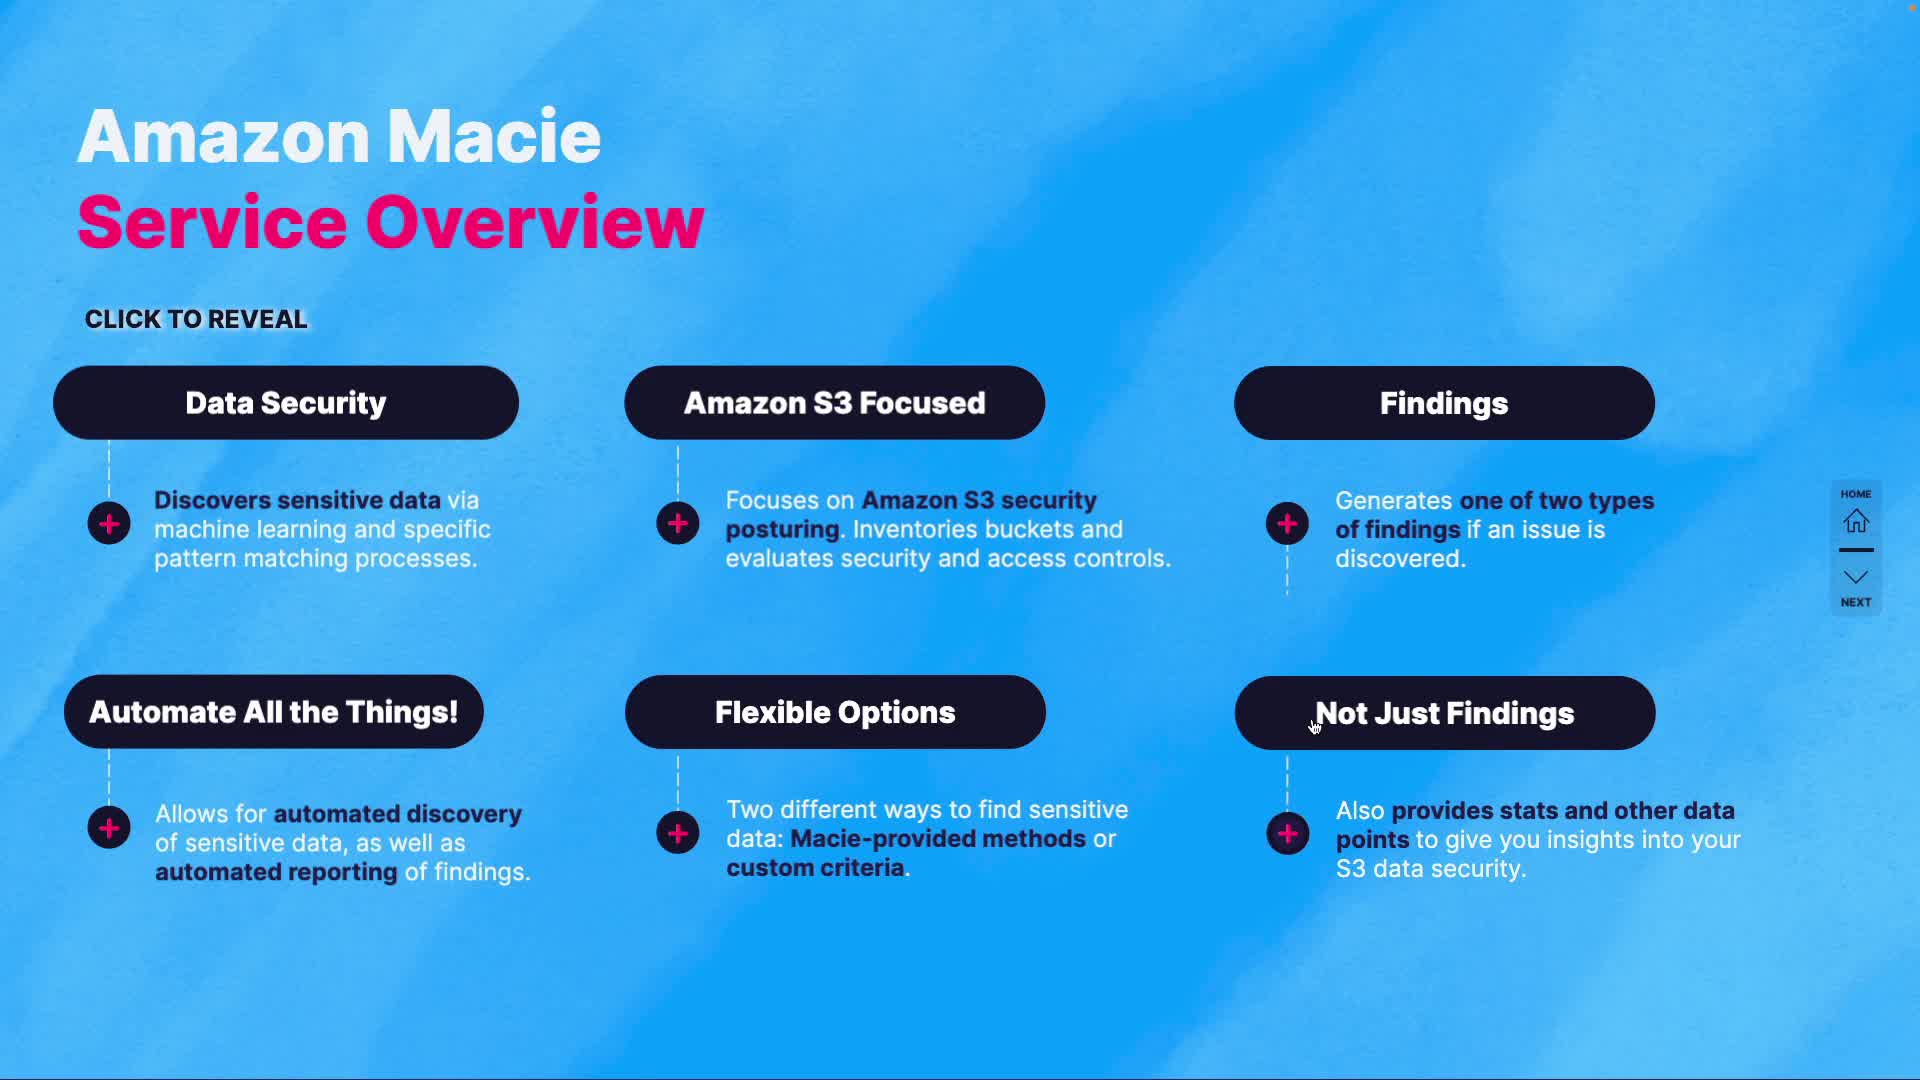 Amazon Macie
Service Overview
CLICK TO REVEAL
Data Security
Discovers sensitive data via
machine learning and specific
pattern matching processes.
Amazon S3 Focused
Focuses on Amazon S3 security
posturing. Inventories buckets and
evaluates security and access controls.
Findings
Generates one of two types
of findings if an issue is
discovered.
Automate All the Things!
Allows for automated discovery
of sensitive data, as well as
automated reporting of findings.
Flexible Options
Two different ways to find sensitive
data: Macie-provided methods or
custom criteria.
Not Just Findings
Also provides stats and other data
points to give you insights into your
S3 data security.
HOME
NEXT